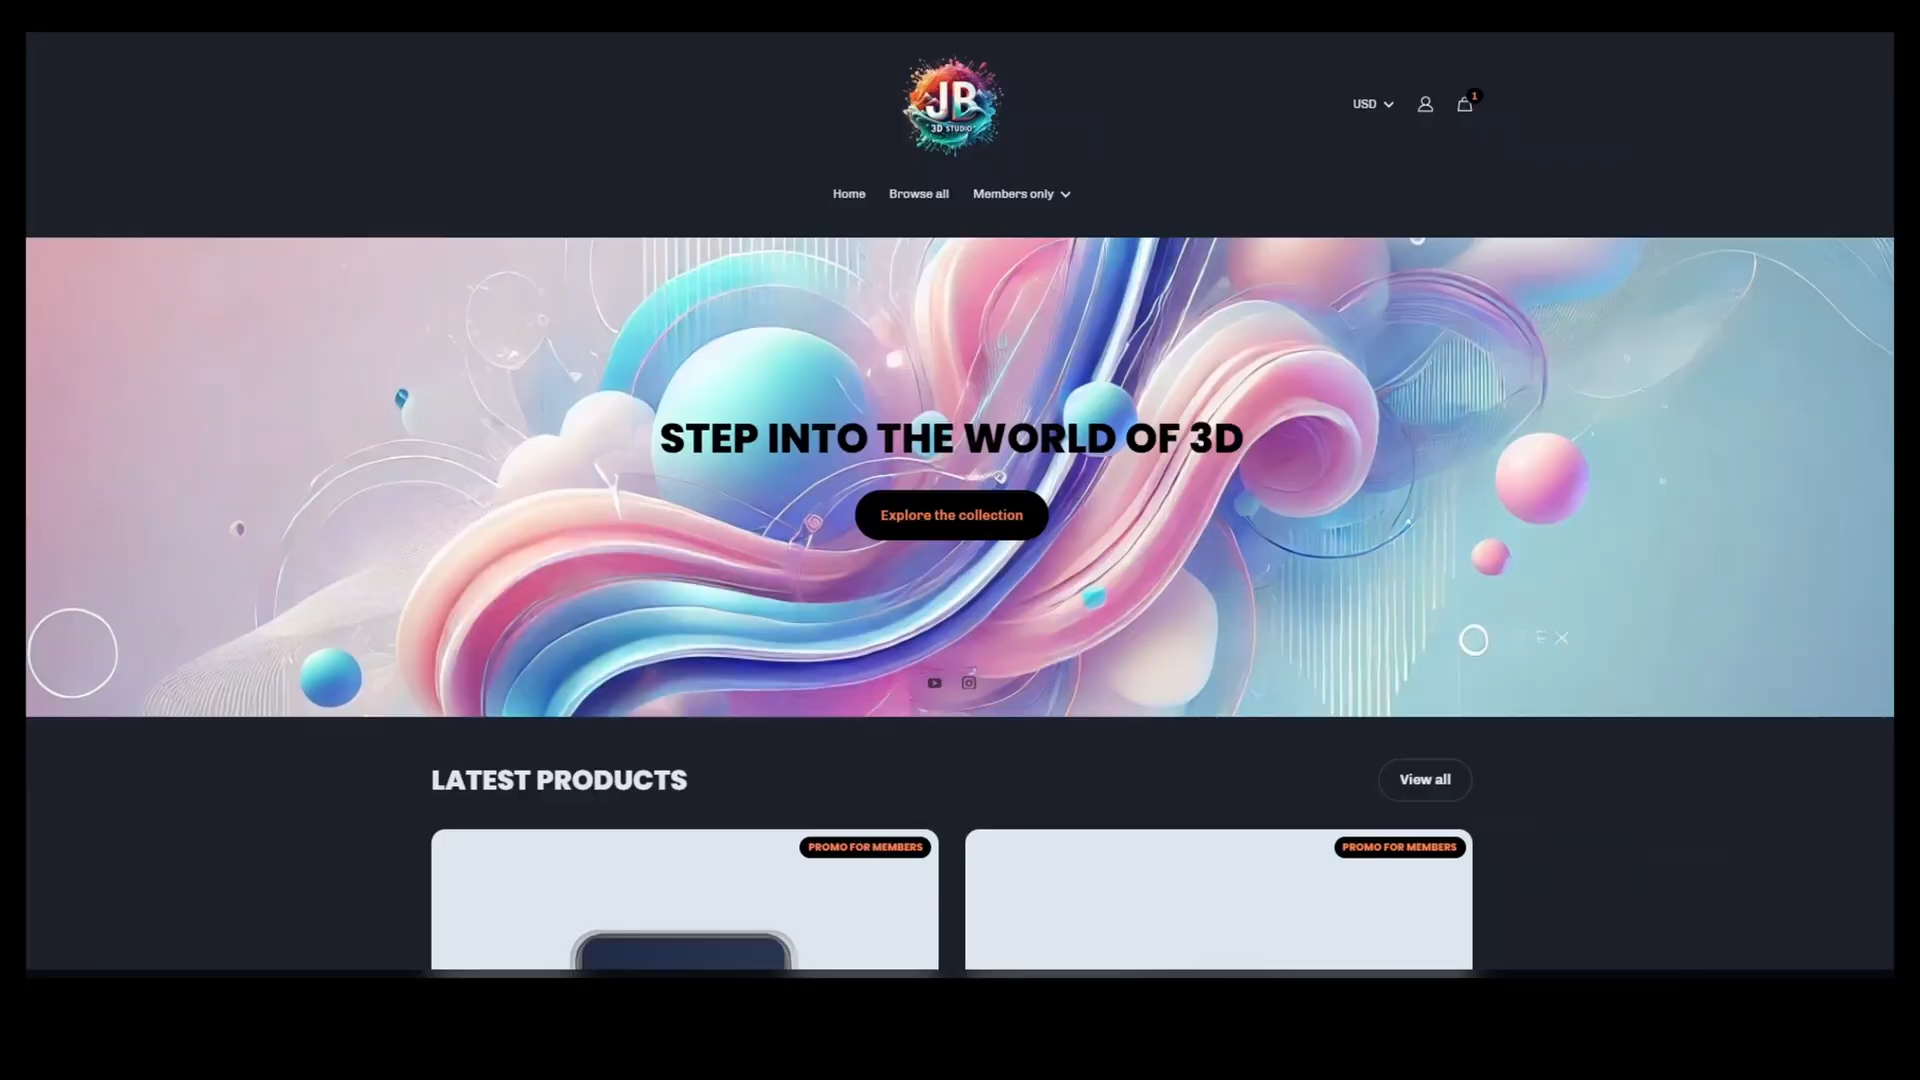 JB
3D STUDIO
USD
1
Home
Browse all
Members only
STEP INTO THE WORLD OF 3D
Explore the collection
EX
LATEST PRODUCTS
View all
PROMO FOR MEMBERS
PROMO FOR MEMBERS